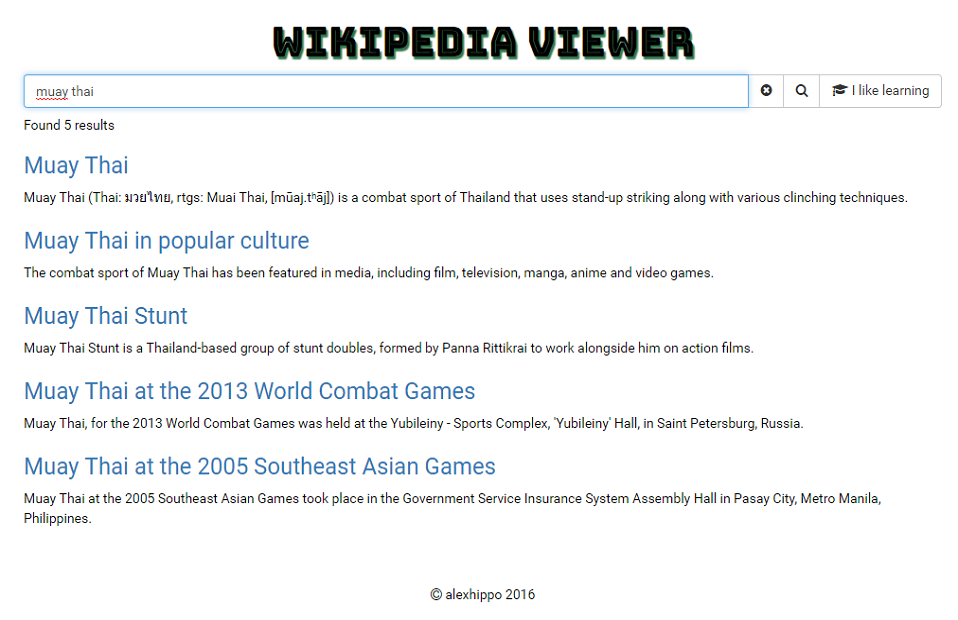 WIKIPEDIA VIEWER
muay thai
I like learning
Found 5 results
Muay Thai
Muay Thai (Thai: มวยไทย, rtgs: Muai Thai, [mūaj.tʰāj]) is a combat sport of Thailand that uses stand-up striking along with various clinching techniques.
Muay Thai in popular culture
The combat sport of Muay Thai has been featured in media, including film, television, manga, anime and video games.
Muay Thai Stunt
Muay Thai Stunt is a Thailand-based group of stunt doubles, formed by Panna Rittikrai to work alongside him on action films.
Muay Thai at the 2013 World Combat Games
Muay Thai, for the 2013 World Combat Games was held at the Yubileiny - Sports Complex, 'Yubileiny' Hall, in Saint Petersburg, Russia.
Muay Thai at the 2005 Southeast Asian Games
Muay Thai at the 2005 Southeast Asian Games took place in the Government Service Insurance System Assembly Hall in Pasay City, Metro Manila,
Philippines.
© alexhippo 2016